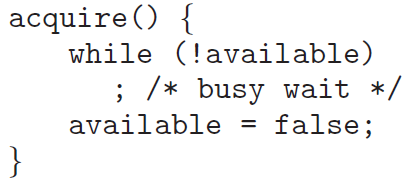 acquire() {
    while (!available)
        ; /* busy wait */
    available = false;
}